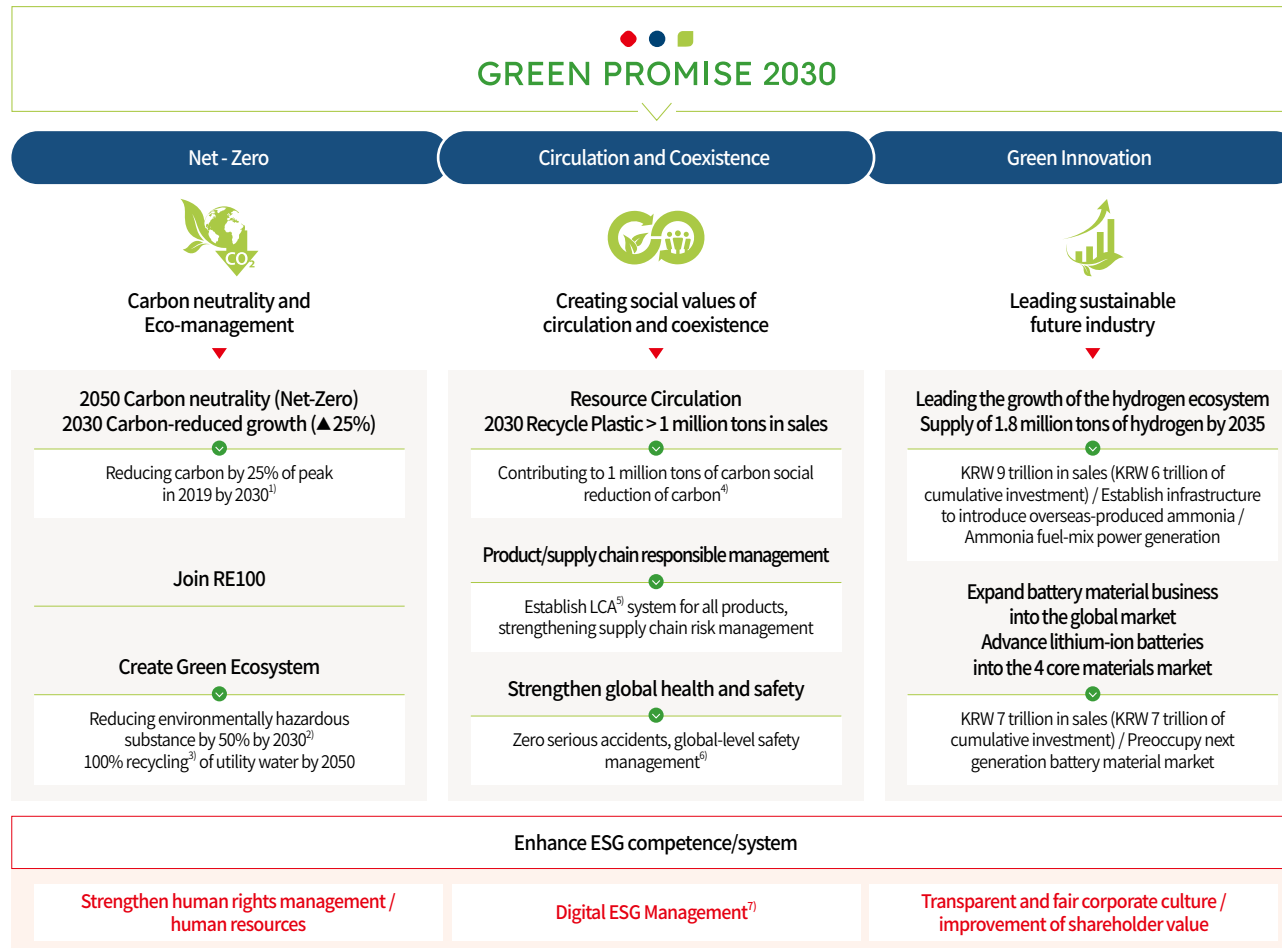 GREEN PROMISE 2030
Net - Zero
Circulation and Coexistence
Green Innovation
CO₂
Carbon neutrality and
Eco-management
Creating social values of
circulation and coexistence
Leading sustainable
future industry
2050 Carbon neutrality (Net-Zero)
2030 Carbon-reduced growth (▲25%)
Reducing carbon by 25% of peak
in 2019 by 2030¹⁾
Join RE100
Create Green Ecosystem
Reducing environmentally hazardous
substance by 50% by 2030²⁾
100% recycling³⁾ of utility water by 2050
Resource Circulation
2030 Recycle Plastic > 1 million tons in sales
Contributing to 1 million tons of carbon social
reduction of carbon⁴⁾
Product/supply chain responsible management
Establish LCA⁵⁾ system for all products,
strengthening supply chain risk management
Strengthen global health and safety
Zero serious accidents, global-level safety
management⁶⁾
Leading the growth of the hydrogen ecosystem
Supply of 1.8 million tons of hydrogen by 2035
KRW 9 trillion in sales (KRW 6 trillion of
cumulative investment) / Establish infrastructure
to introduce overseas-produced ammonia /
Ammonia fuel-mix power generation
Expand battery material business
into the global market
Advance lithium-ion batteries
into the 4 core materials market
KRW 7 trillion in sales (KRW 7 trillion of
cumulative investment) / Preoccupy next
generation battery material market
Enhance ESG competence/system
Strengthen human rights management /
human resources
Digital ESG Management⁷⁾
Transparent and fair corporate culture /
improvement of shareholder value